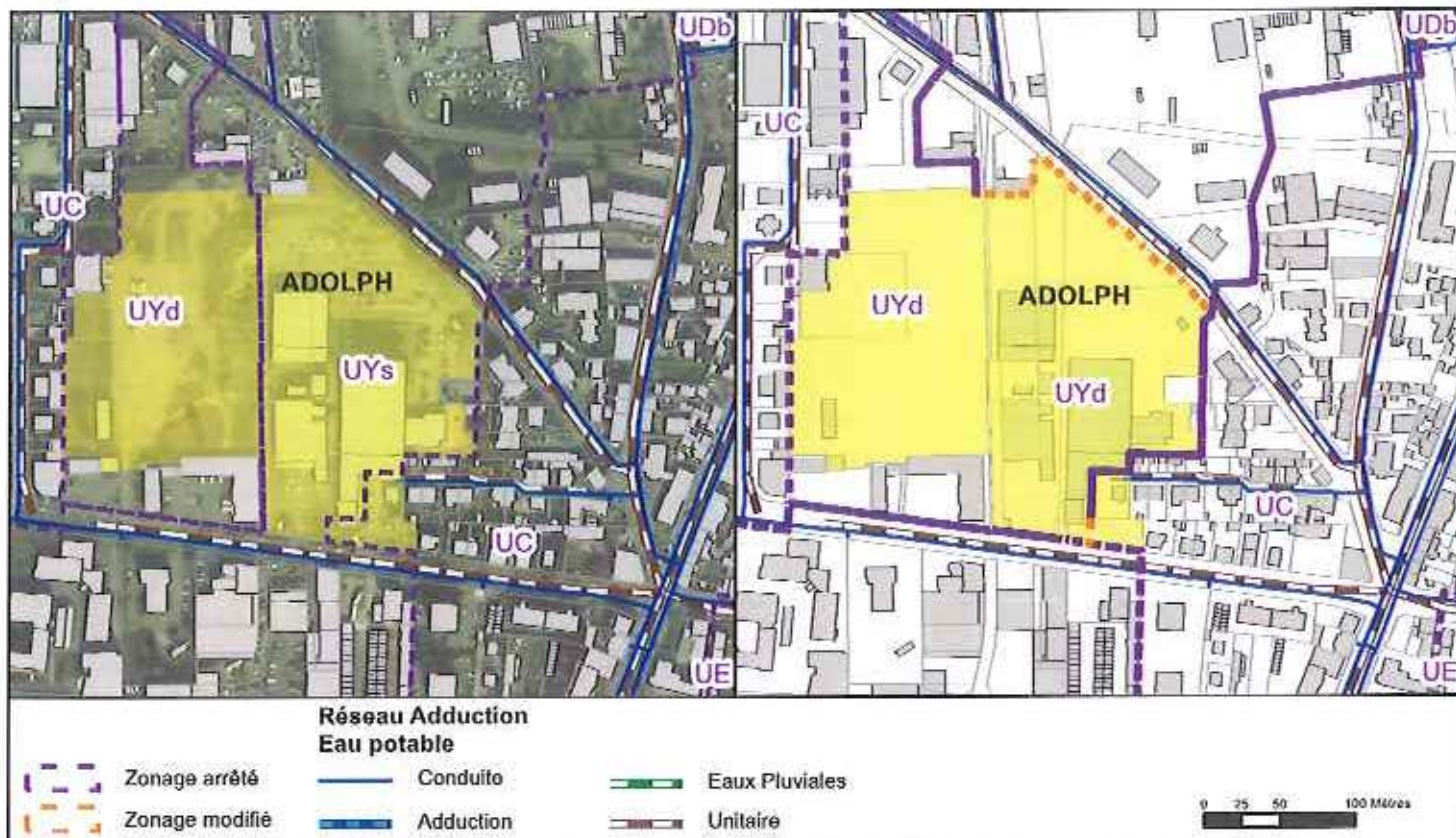 UDb
UC
ADOLPH
UYd
UYs
UC
UE
UDb
UC
ADOLPH
UYd
UYd
UC
UE
Réseau Adduction
Eau potable
Zonage arrêté
Conduite
Eaux Pluviales
Zonage modifié
Adduction
Unitaire
0 25 50 100 Mètres